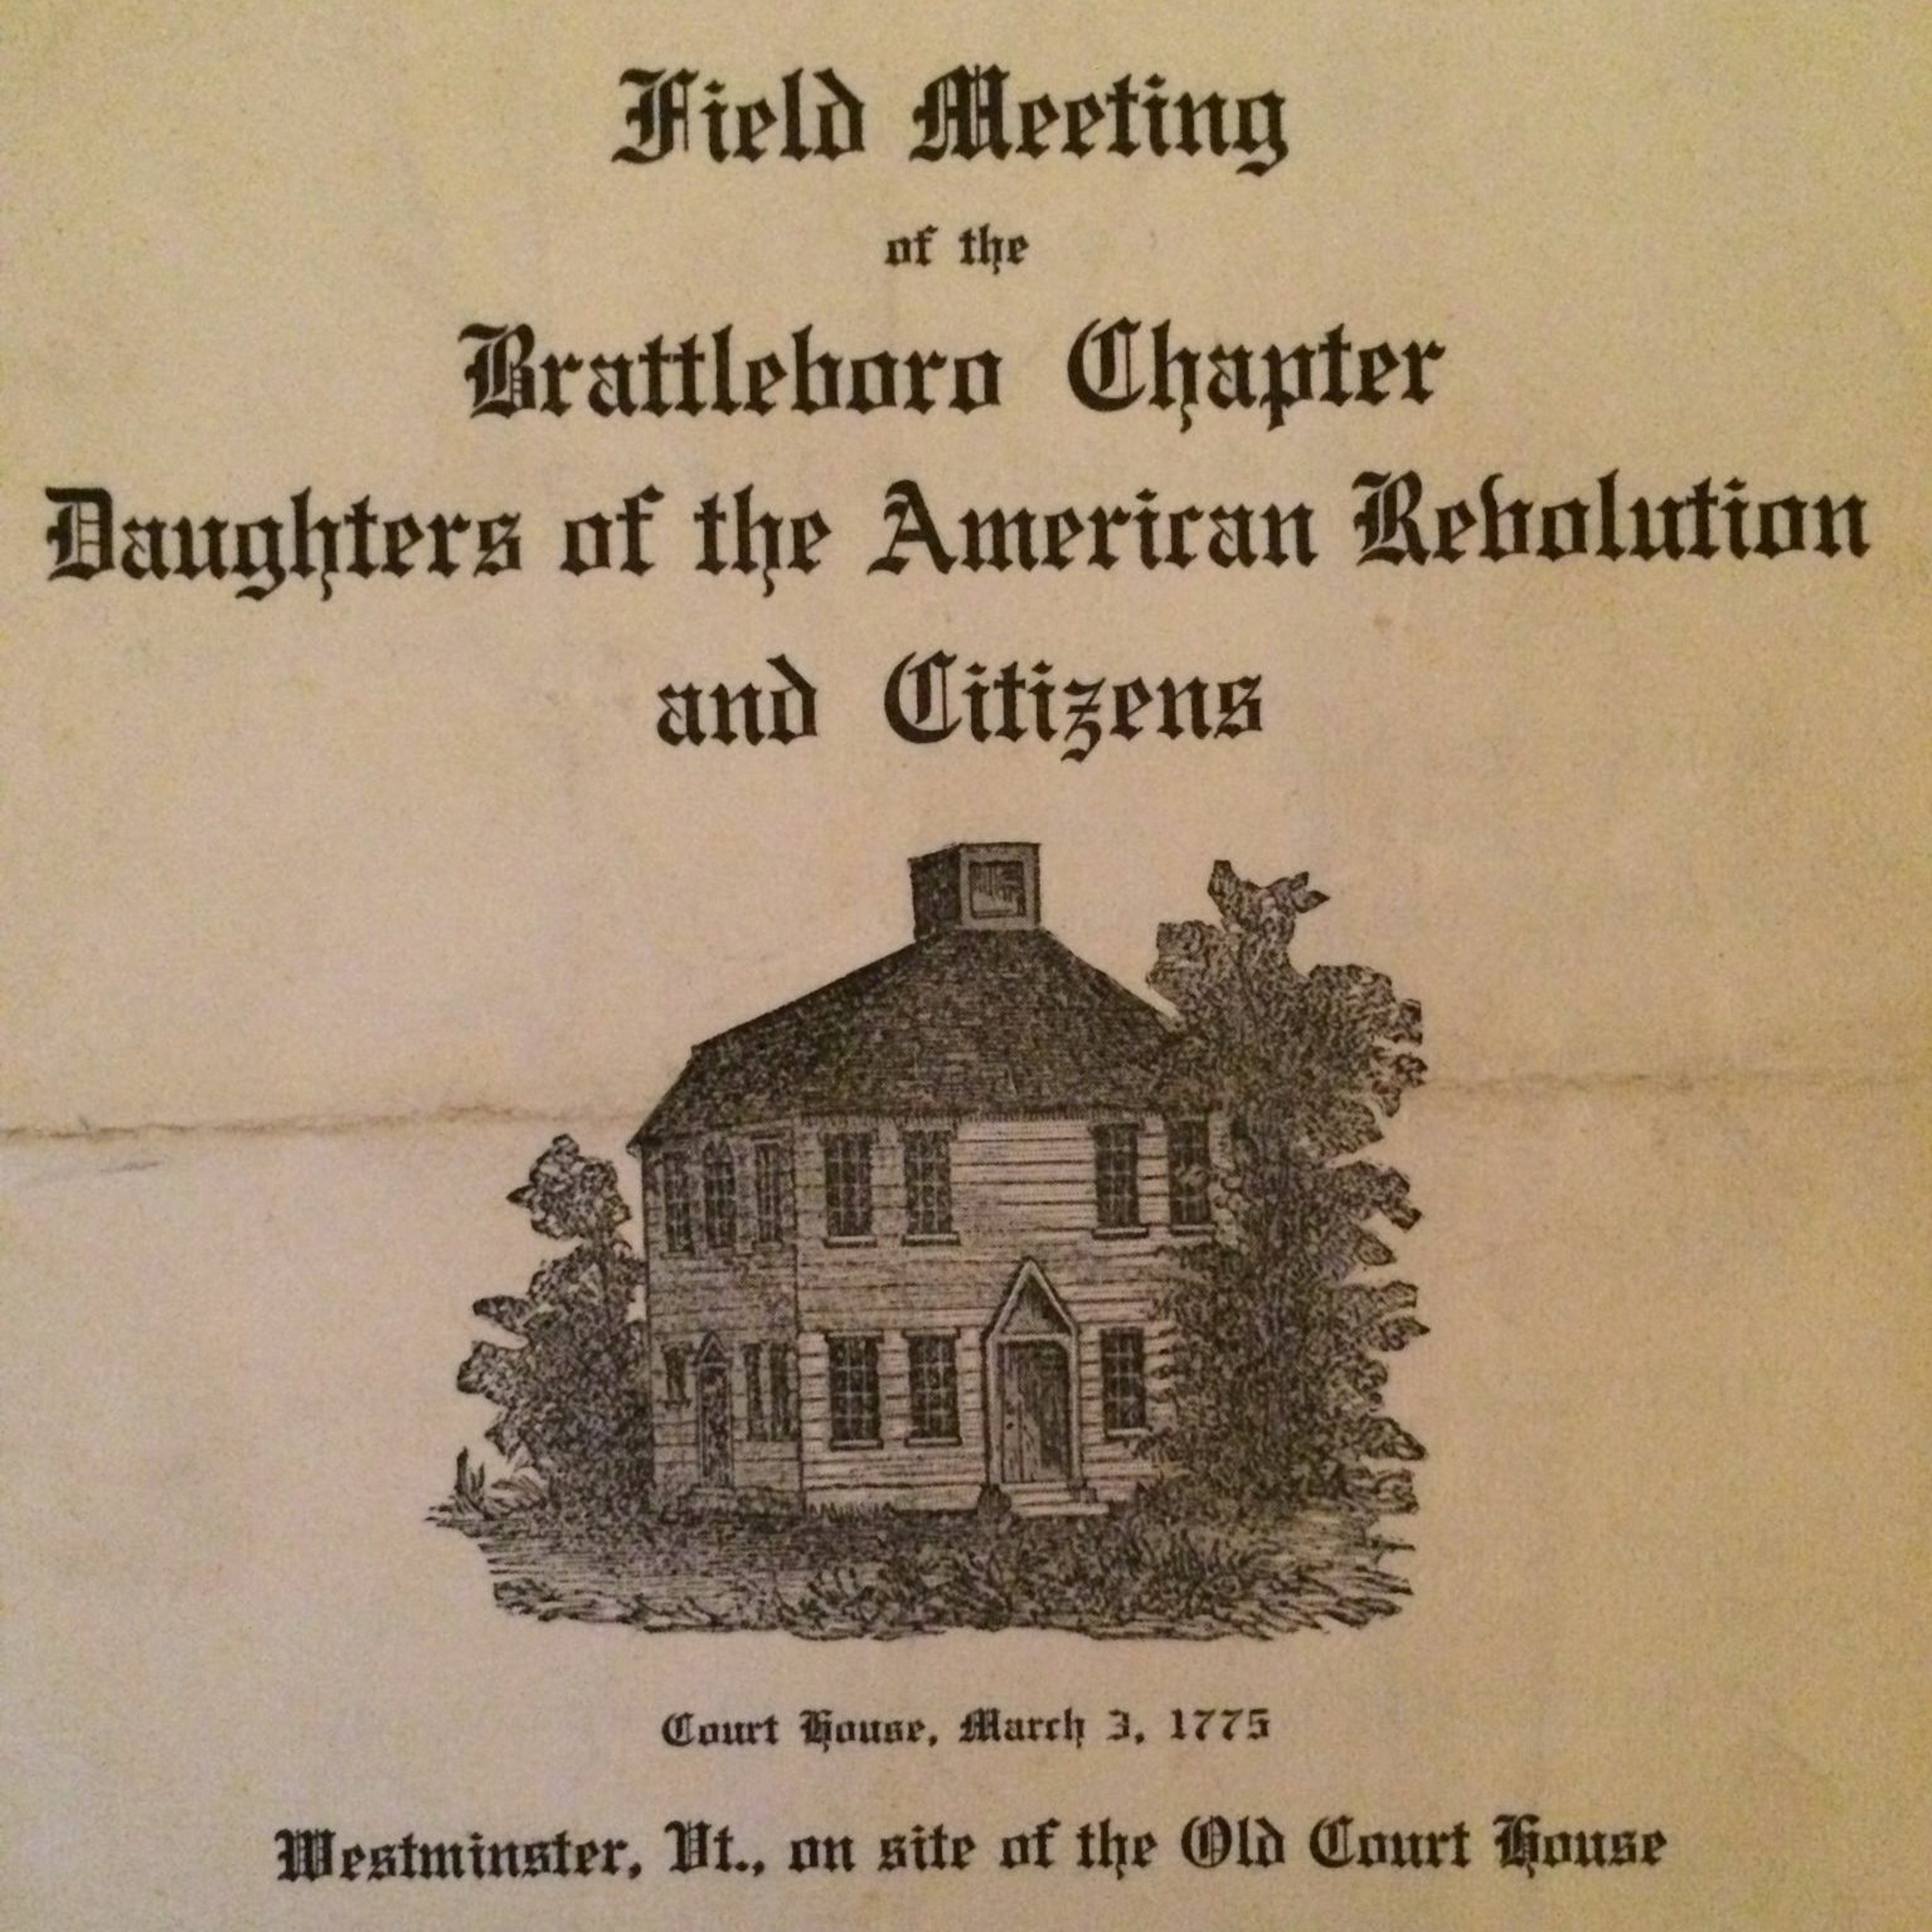 Field Meeting
of the
Brattleboro Chapter
Daughters of the American Revolution
and Citizens
Court House, March 3, 1775
Westminster, Vt., on site of the Old Court House